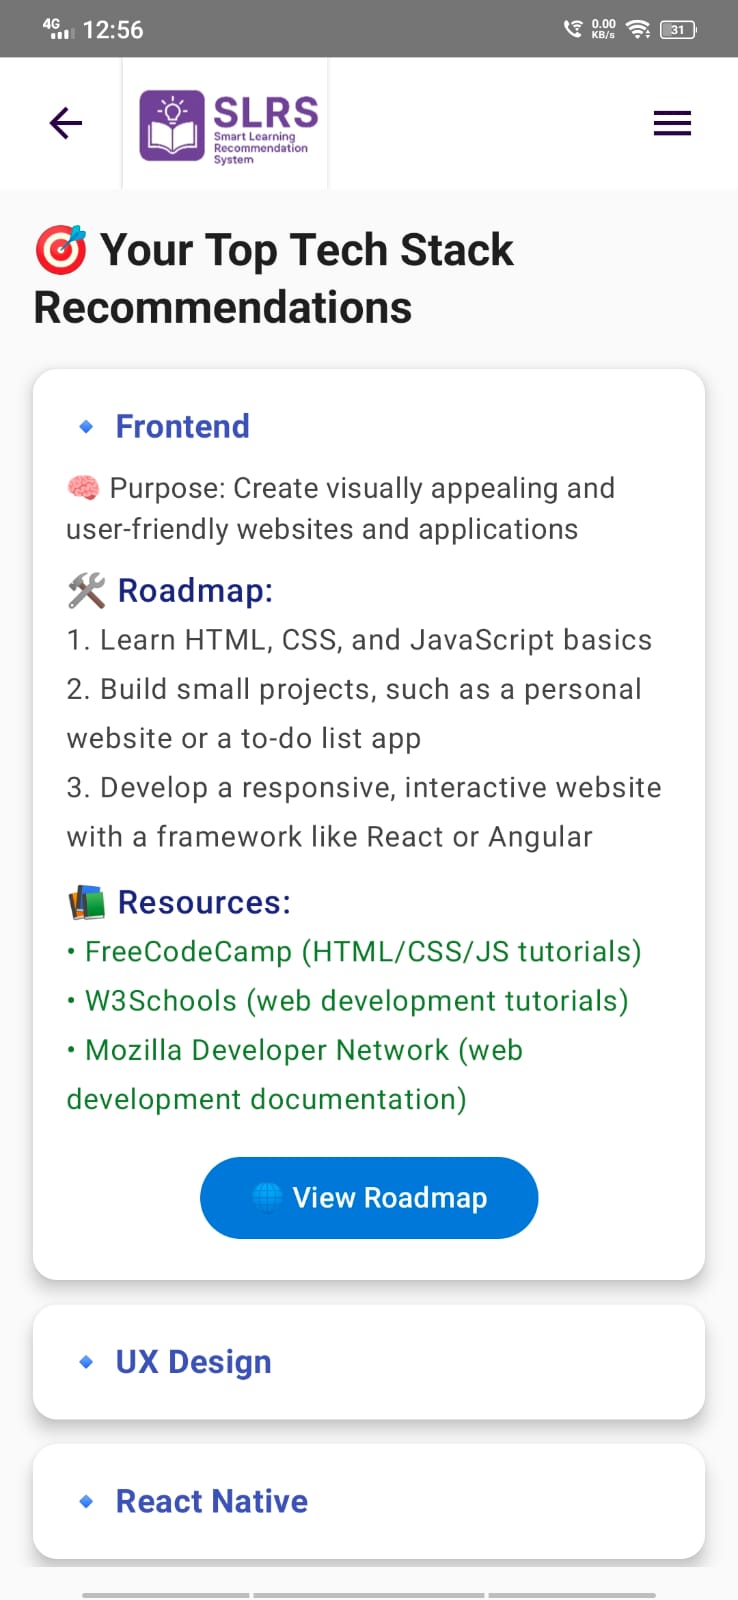 4G 12:56 0.00 KB/s 31
SLRS
Smart Learning
Recommendation
System
Your Top Tech Stack
Recommendations
Frontend
Purpose: Create visually appealing and
user-friendly websites and applications
Roadmap:
1. Learn HTML, CSS, and JavaScript basics
2. Build small projects, such as a personal
website or a to-do list app
3. Develop a responsive, interactive website
with a framework like React or Angular
Resources:
• FreeCodeCamp (HTML/CSS/JS tutorials)
• W3Schools (web development tutorials)
• Mozilla Developer Network (web
development documentation)
View Roadmap
UX Design
React Native